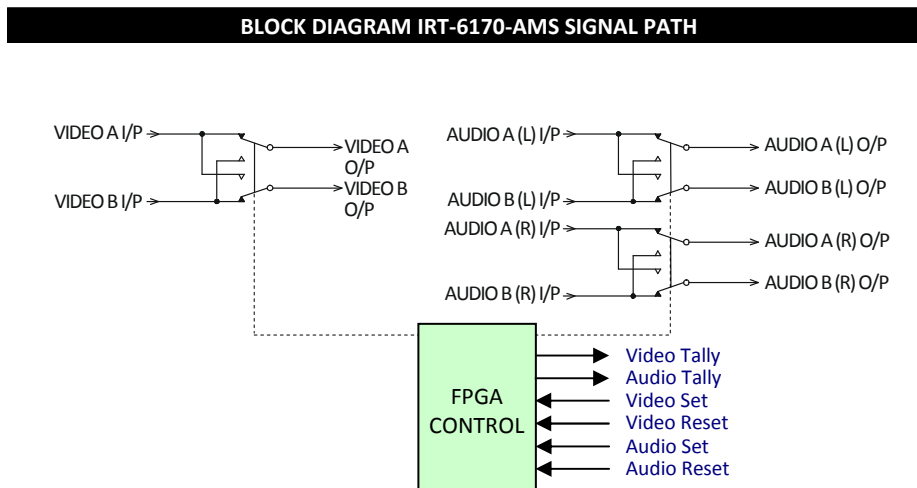 BLOCK DIAGRAM IRT-6170-AMS SIGNAL PATH
VIDEO A I/P
VIDEO A
O/P
VIDEO B I/P
VIDEO B
O/P
AUDIO A (L) I/P
AUDIO A (L) O/P
AUDIO B (L) I/P
AUDIO B (L) O/P
AUDIO A (R) I/P
AUDIO A (R) O/P
AUDIO B (R) I/P
AUDIO B (R) O/P
FPGA
CONTROL
Video Tally
Audio Tally
Video Set
Video Reset
Audio Set
Audio Reset